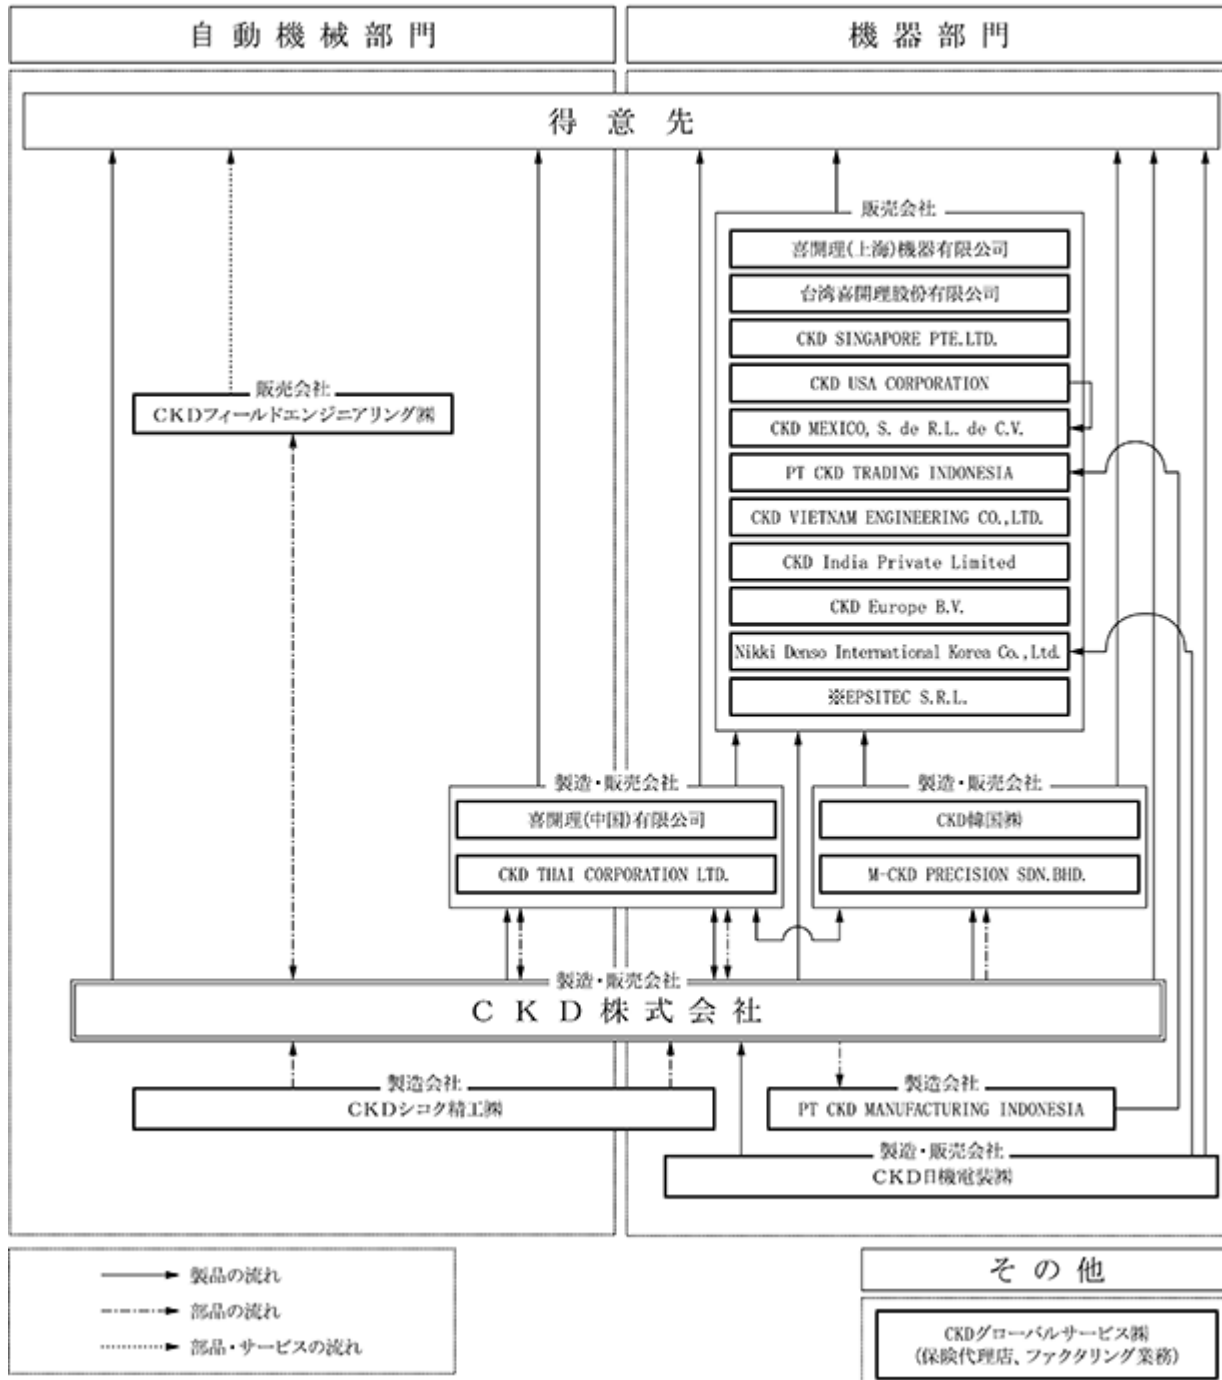 自動機械部門
機器部門
得意先
販売会社
喜開理(上海)機器有限公司
台湾喜開理股份有限公司
CKD SINGAPORE PTE.LTD.
CKD USA CORPORATION
CKD MEXICO, S. de R.L. de C.V.
PT CKD TRADING INDONESIA
CKD VIETNAM ENGINEERING CO.,LTD.
CKD India Private Limited
CKD Europe B.V.
Nikki Denso International Korea Co.,Ltd.
※EPSITEC S.R.L.
販売会社
CKDフィールドエンジニアリング㈱
製造・販売会社
喜開理(中国)有限公司
CKD THAI CORPORATION LTD.
製造・販売会社
CKD韓国㈱
M-CKD PRECISION SDN.BHD.
製造・販売会社
CKD株式会社
製造会社
CKDシコク精工㈱
製造会社
PT CKD MANUFACTURING INDONESIA
製造・販売会社
CKD日機電装㈱
製品の流れ
部品の流れ
部品・サービスの流れ
その他
CKDグローバルサービス㈱
(保険代理店、ファクタリング業務)